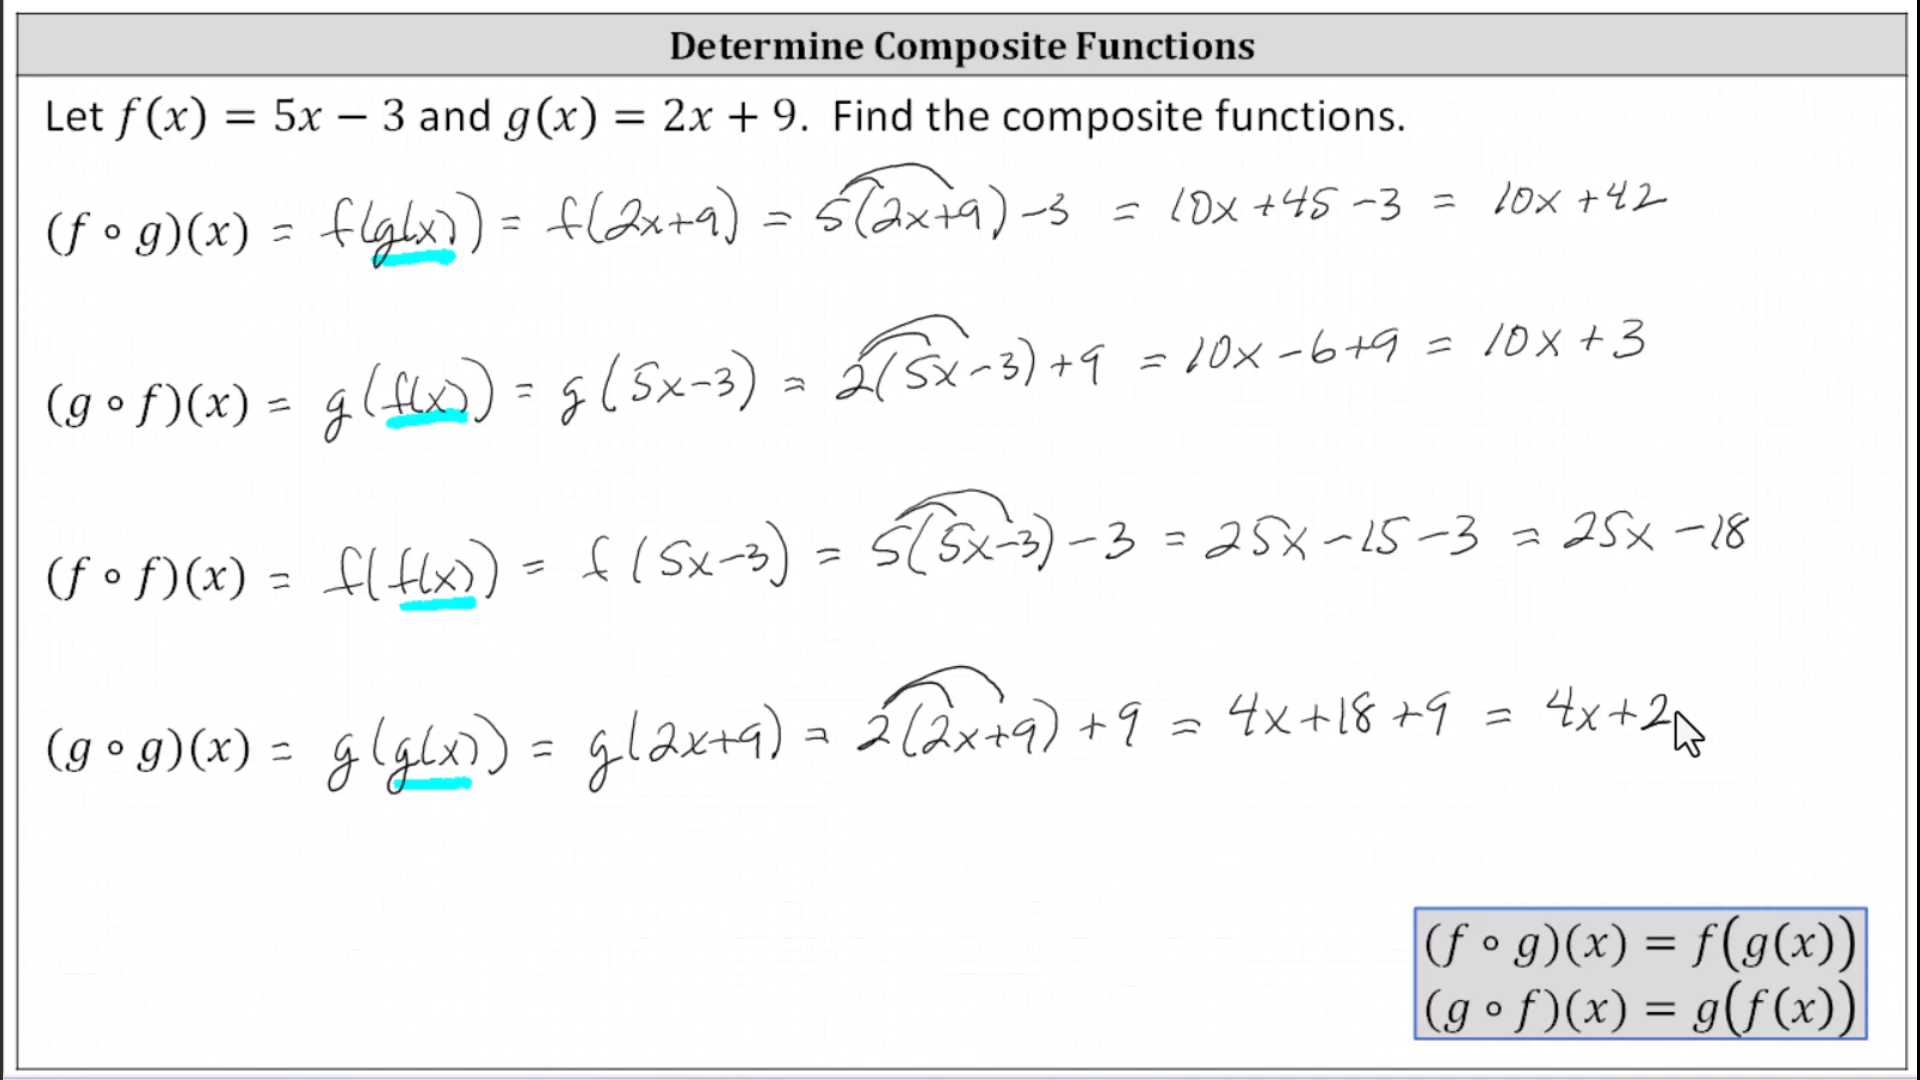 Determine Composite Functions
Let f(x) = 5x − 3 and g(x) = 2x + 9. Find the composite functions.
(f ∘ g)(x) = f(g(x)) = f(2x+9) = 5(2x+9) −3 = 10x +45 −3 = 10x +42
(g ∘ f)(x) = g(f(x)) = g(5x−3) = 2(5x−3) +9 = 10x −6+9 = 10x +3
(f ∘ f)(x) = f(f(x)) = f(5x−3) = 5(5x−3) −3 = 25x −15 −3 = 25x −18
(g ∘ g)(x) = g(g(x)) = g(2x+9) = 2(2x+9) +9 = 4x+18 +9 = 4x+2
(f ∘ g)(x) = f(g(x))
(g ∘ f)(x) = g(f(x))